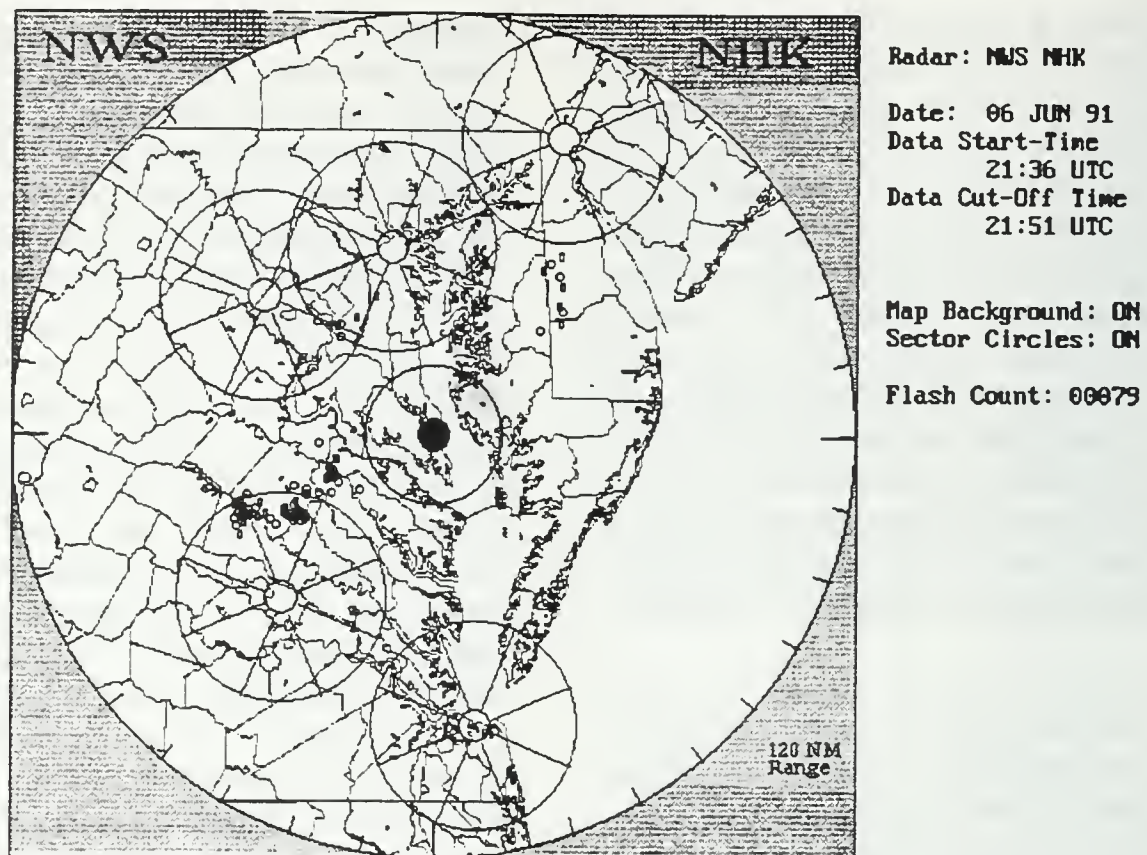 NWS
NHK
120 NM
Range
Radar: NWS NHK
Date: 06 JUN 91
Data Start-Time
21:36 UTC
Data Cut-Off Time
21:51 UTC
Map Background: ON
Sector Circles: ON
Flash Count: 00079